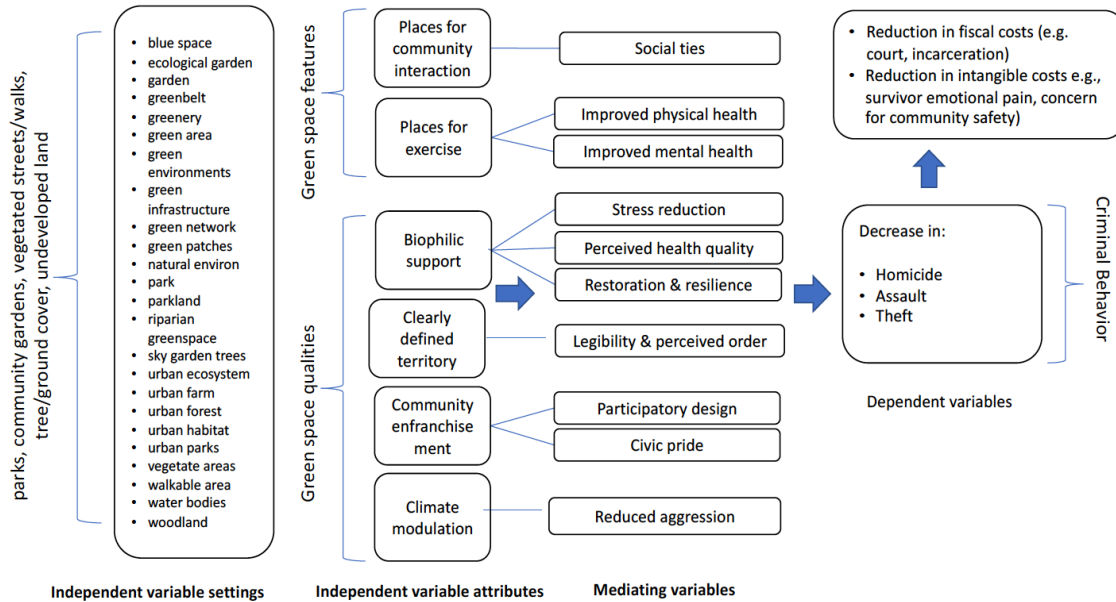 parks, community gardens, vegetated streets/walks,
tree/ground cover, undeveloped land
• blue space
• ecological garden
• garden
• greenbelt
• greenery
• green area
• green
environments
• green
infrastructure
• green network
• green patches
• natural environ
• park
• parkland
• riparian
greenspace
• sky garden trees
• urban ecosystem
• urban farm
• urban forest
• urban habitat
• urban parks
• vegetate areas
• walkable area
• water bodies
• woodland
Independent variable settings
Green space features
Places for
community
interaction
Places for
exercise
Green space qualities
Biophilic
support
Clearly
defined
territory
Community
enfranchise
ment
Climate
modulation
Independent variable attributes
Social ties
Improved physical health
Improved mental health
Stress reduction
Perceived health quality
Restoration & resilience
Legibility & perceived order
Participatory design
Civic pride
Reduced aggression
Mediating variables
• Reduction in fiscal costs (e.g.
court, incarceration)
• Reduction in intangible costs e.g.,
survivor emotional pain, concern
for community safety)
Decrease in:
• Homicide
• Assault
• Theft
Criminal Behavior
Dependent variables